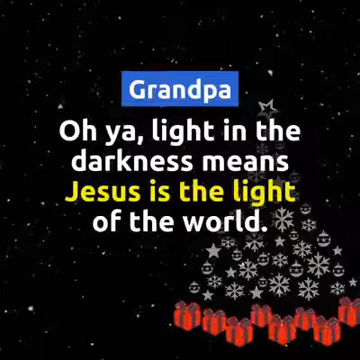 Grandpa
Oh ya, light in the
darkness means
Jesus is the light
of the world.